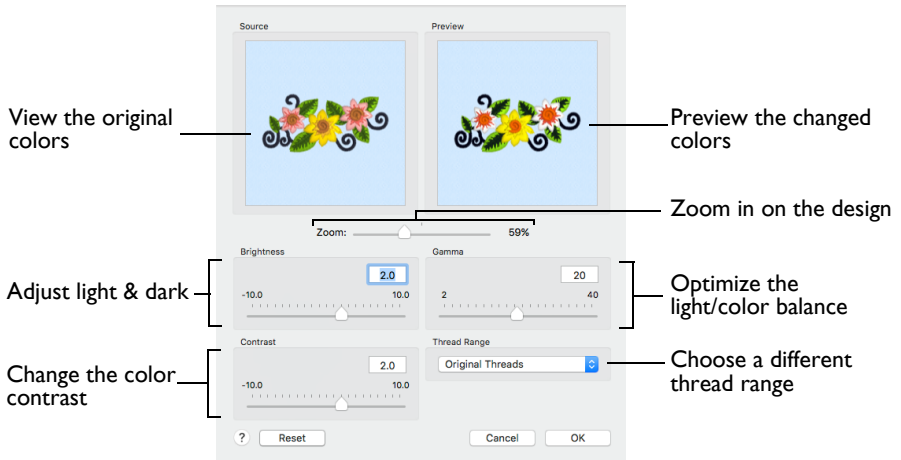 Source
Preview
View the original
colors
Preview the changed
colors
Zoom in on the design
Zoom:
59%
Brightness
Gamma
2.0
20
-10.0
10.0
2
40
Adjust light & dark
Optimize the
light/color balance
Contrast
Thread Range
2.0
Original Threads
-10.0
10.0
Change the color
contrast
Choose a different
thread range
?
Reset
Cancel
OK